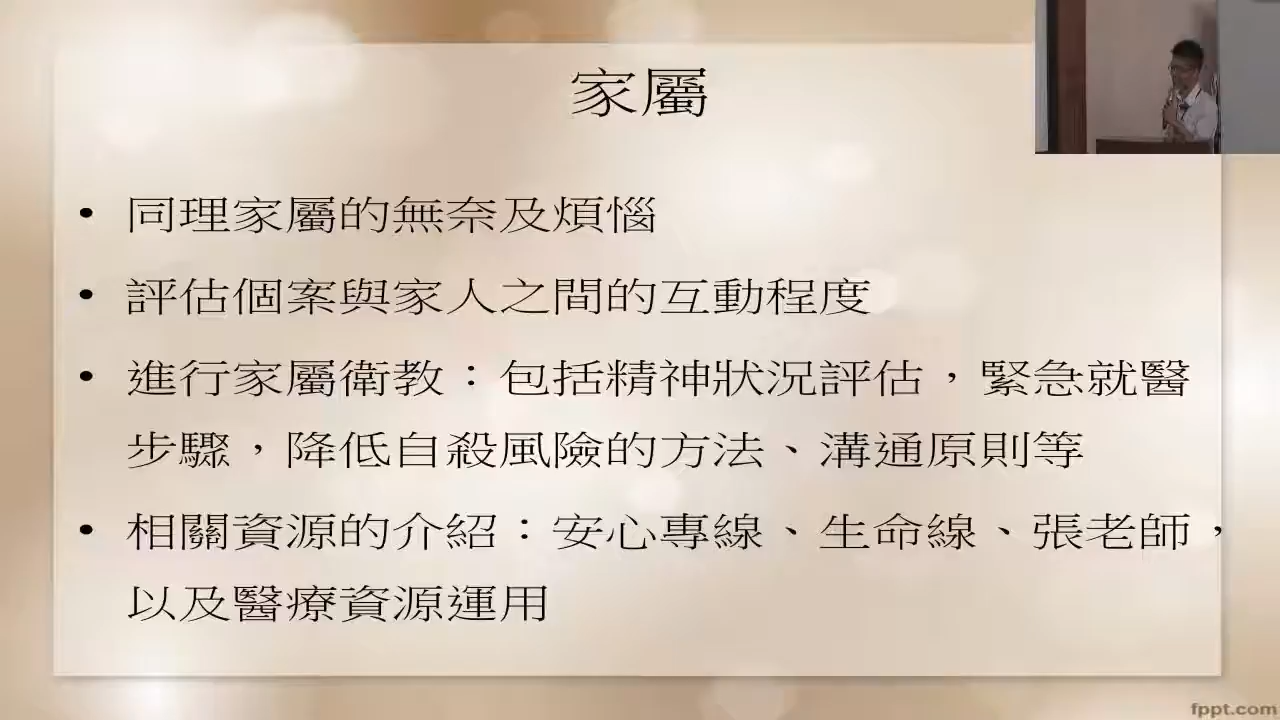 家屬
• 同理家屬的無奈及煩惱
• 評估個案與家人之間的互動程度
• 進行家屬衛教：包括精神狀況評估，緊急就醫
步驟，降低自殺風險的方法、溝通原則等
• 相關資源的介紹：安心專線、生命線、張老師，
以及醫療資源運用
fppt.com